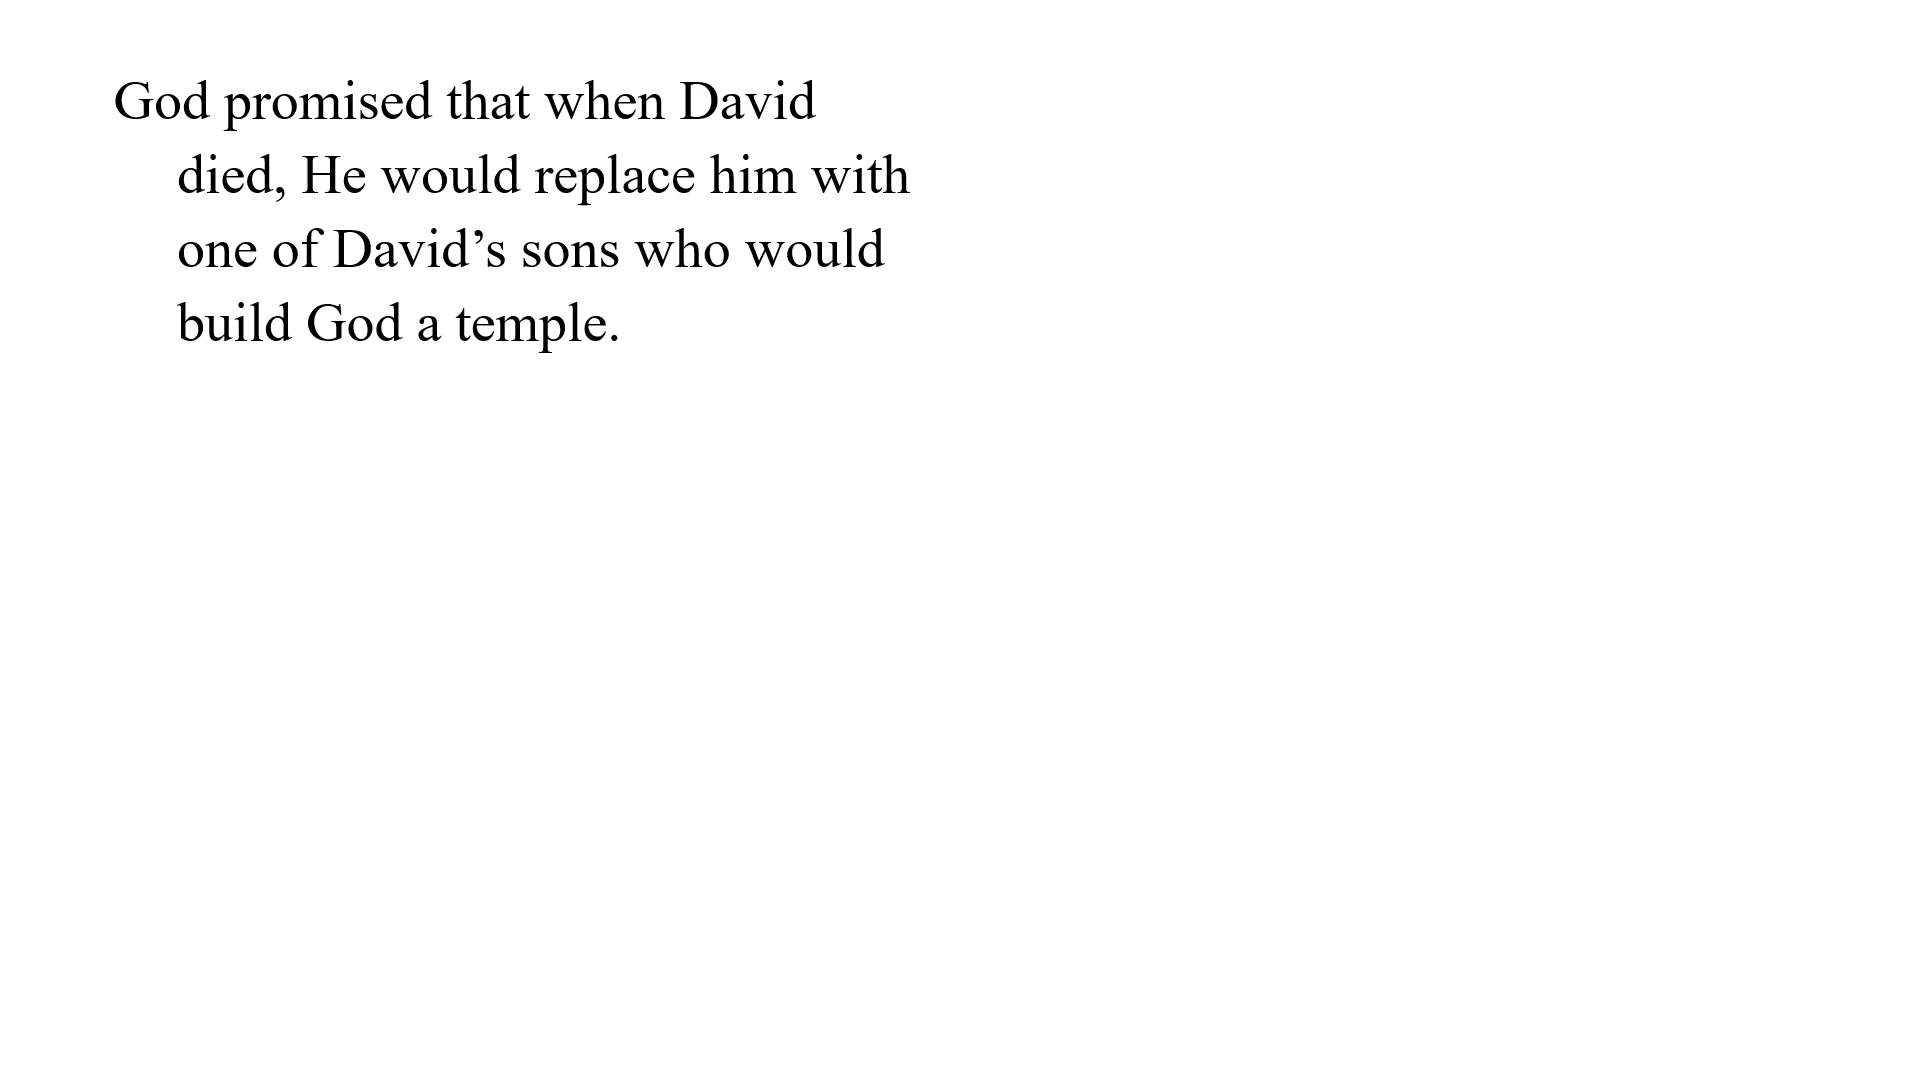 God promised that when David
died, He would replace him with
one of David’s sons who would
build God a temple.